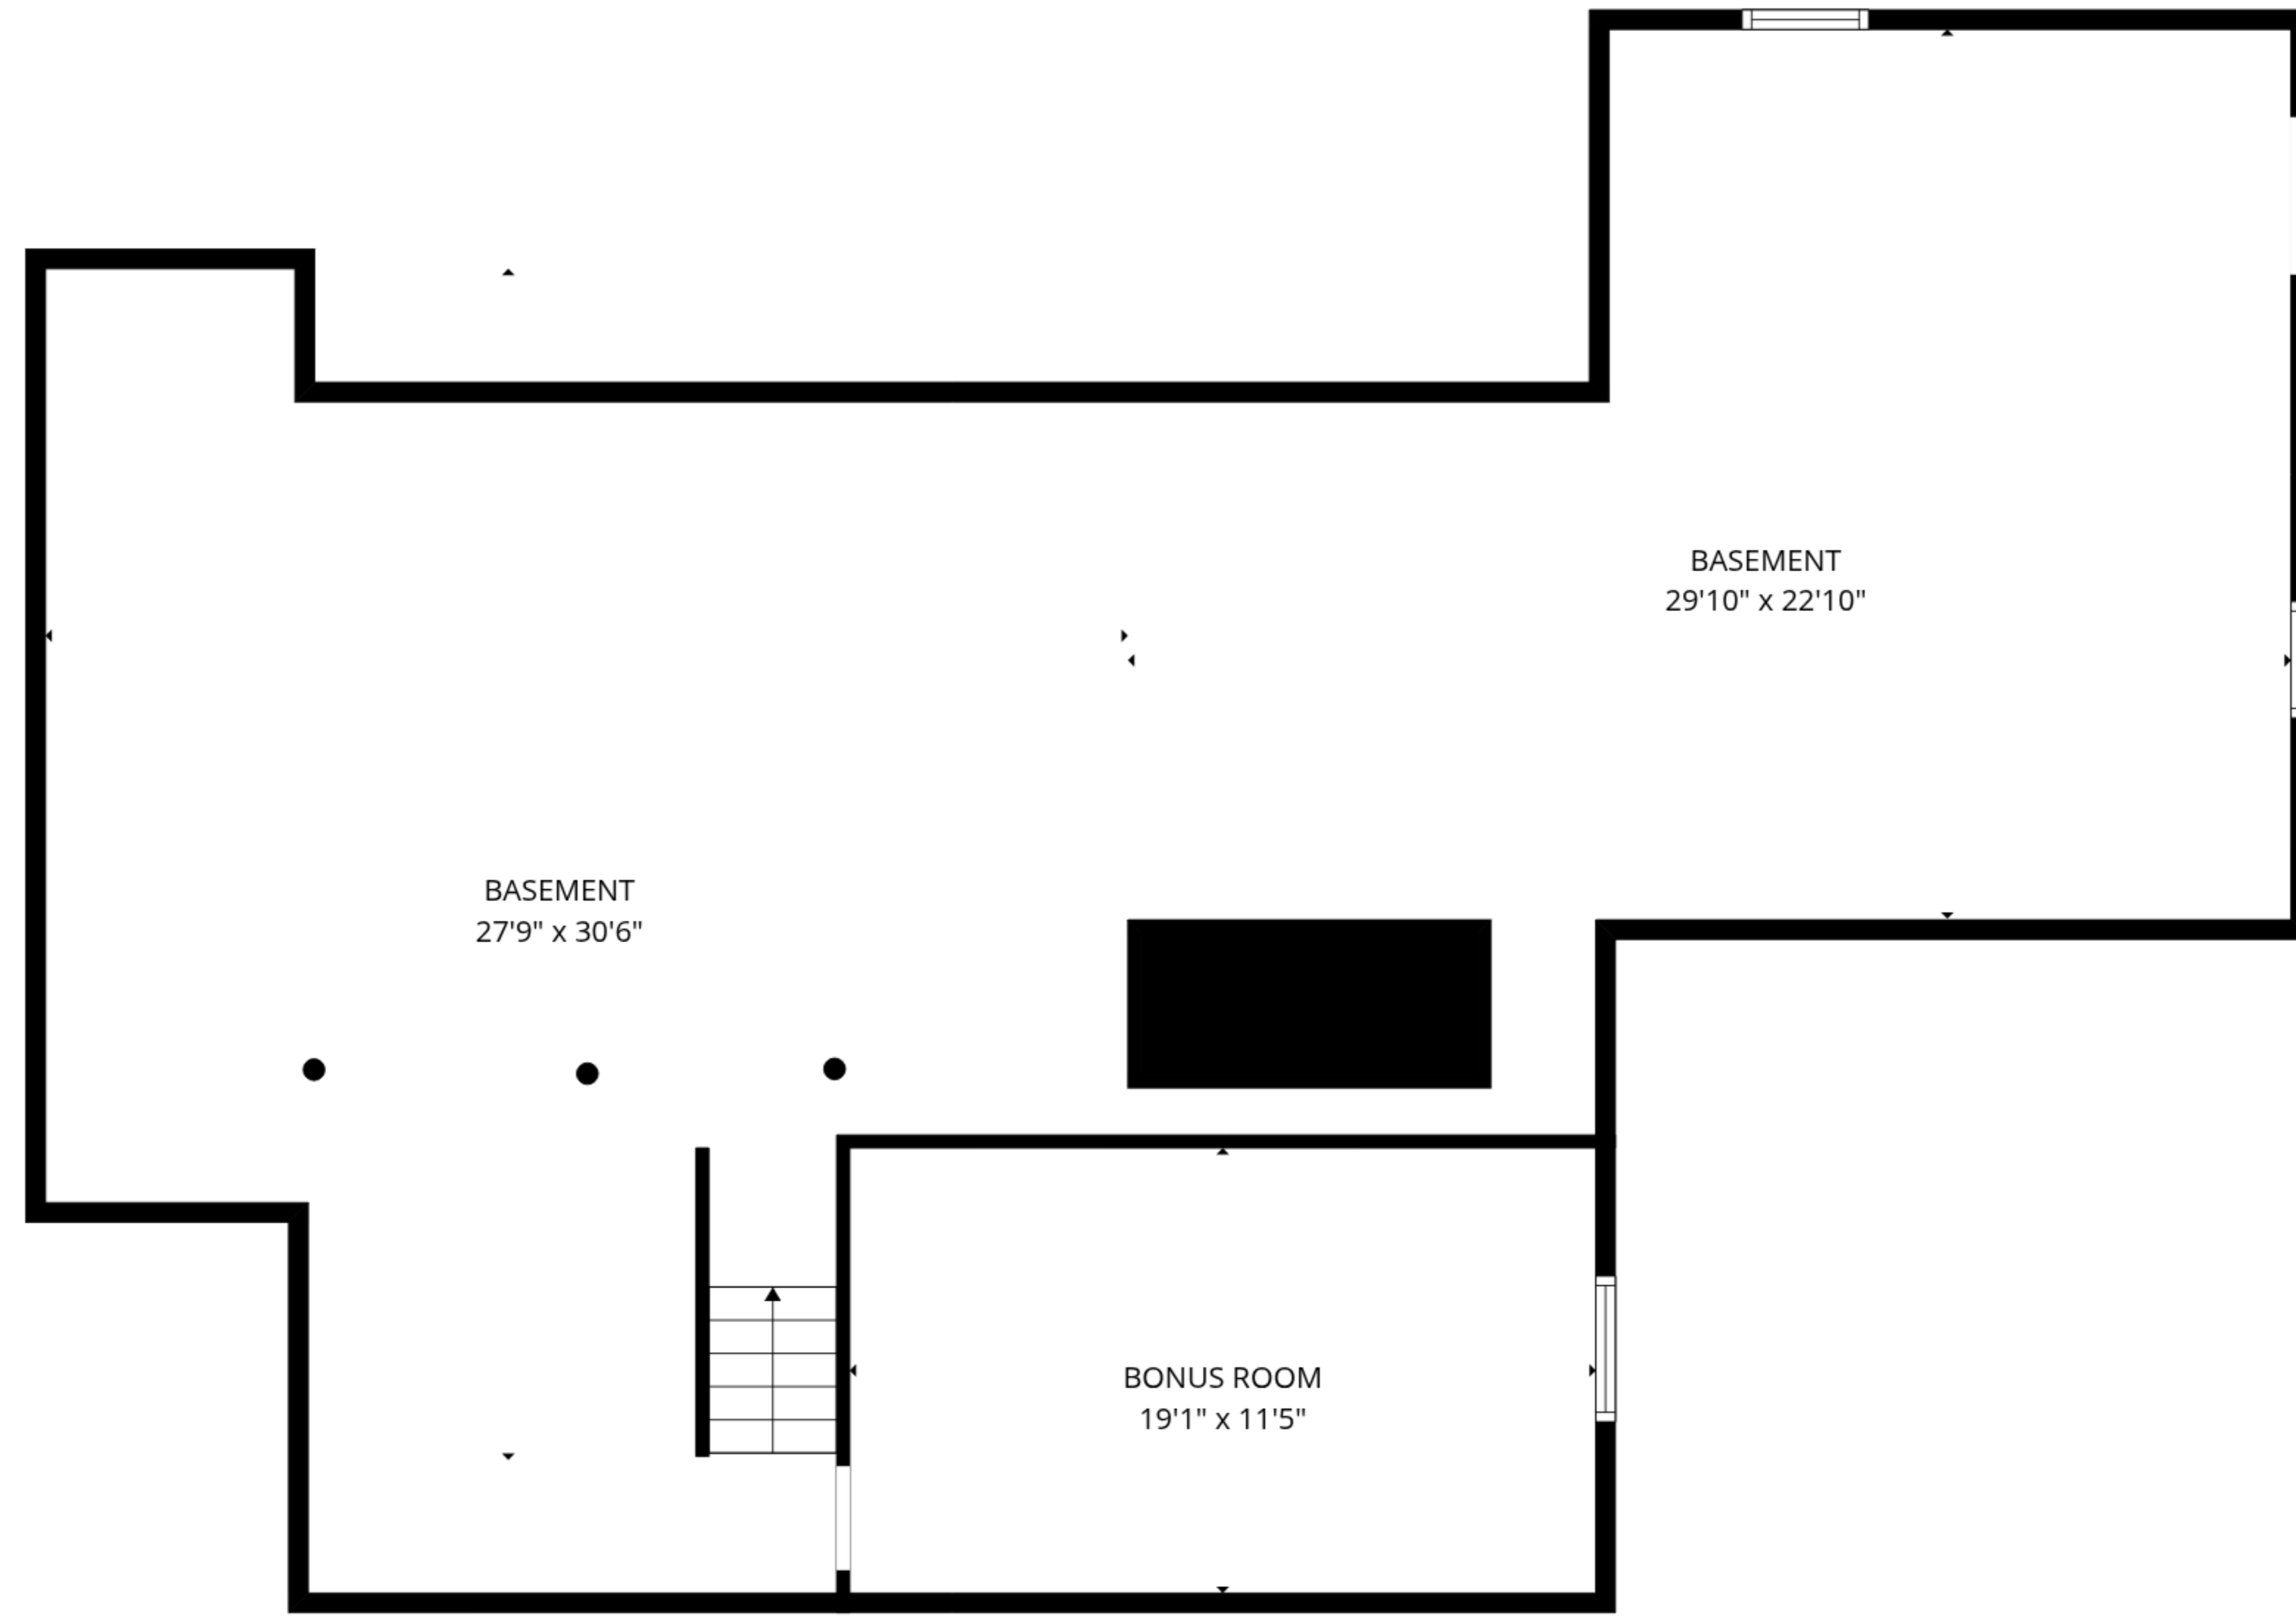 BASEMENT
29'10" x 22'10"
BASEMENT
27'9" x 30'6"
BONUS ROOM
19'1" x 11'5"